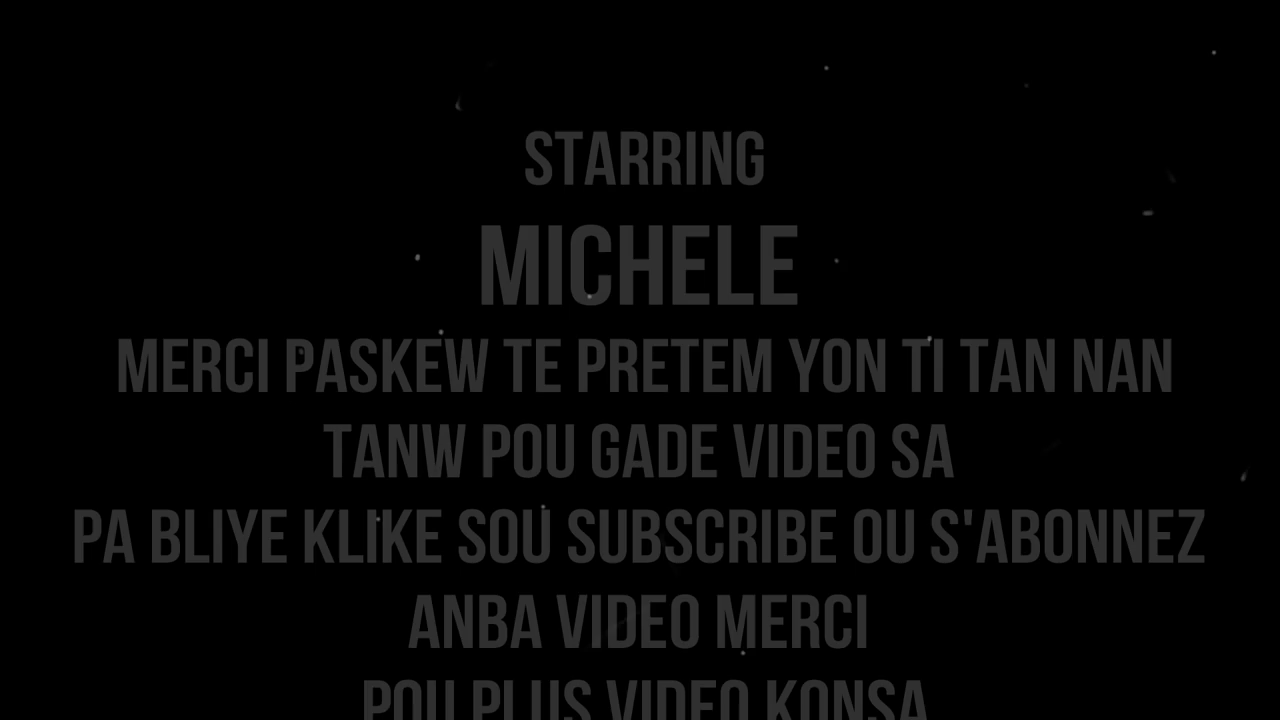 STARRING
MICHELE
MERCI PASKEW TE PRETEM YON TI TAN NAN
TANW POU GADE VIDEO SA
PA BLIYE KLIKE SOU SUBSCRIBE OU S'ABONNEZ
ANBA VIDEO MERCI
POU PLUS VIDEO KONSA